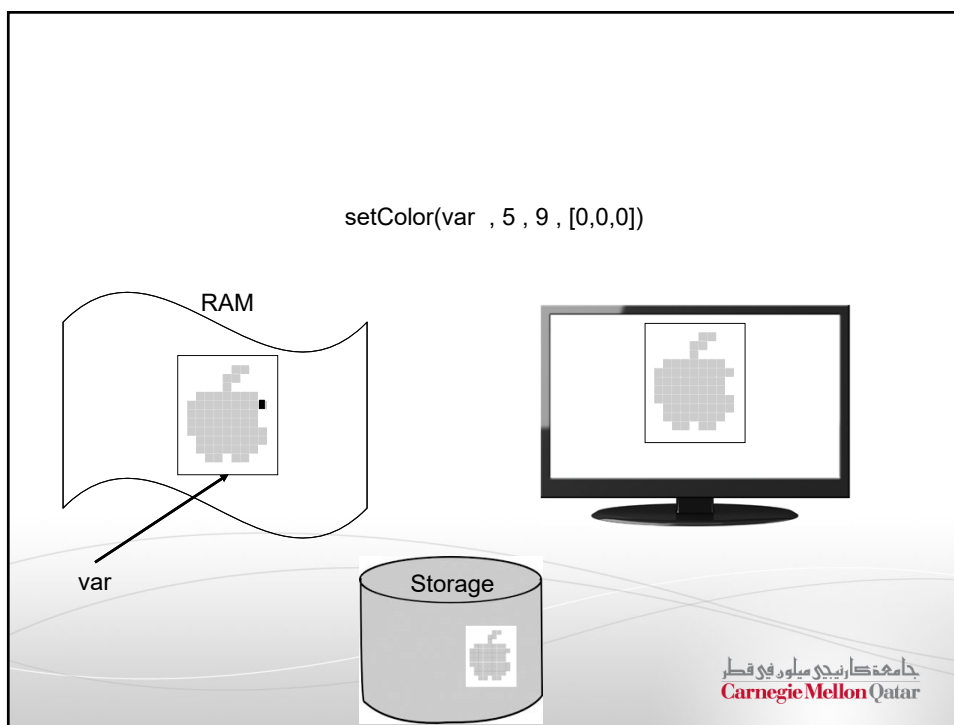 setColor(var , 5 , 9 , [0,0,0])
RAM
var
Storage
جامعة كارنيجي ميلون في قطر
Carnegie Mellon Qatar